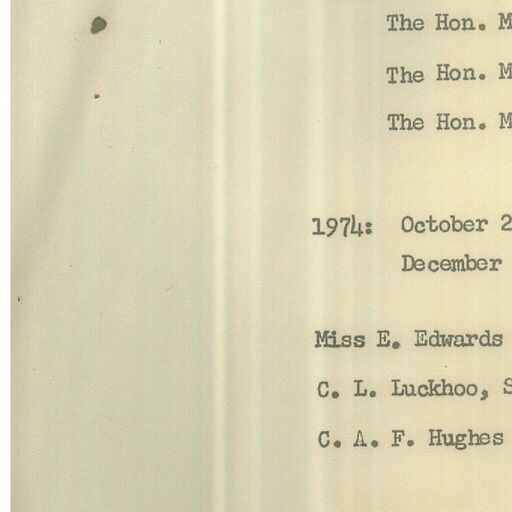 The Hon. M
The Hon. M
The Hon. M
1974: October 2
December
Miss E. Edwards
C. L. Luckhoo, S
C. A. F. Hughes